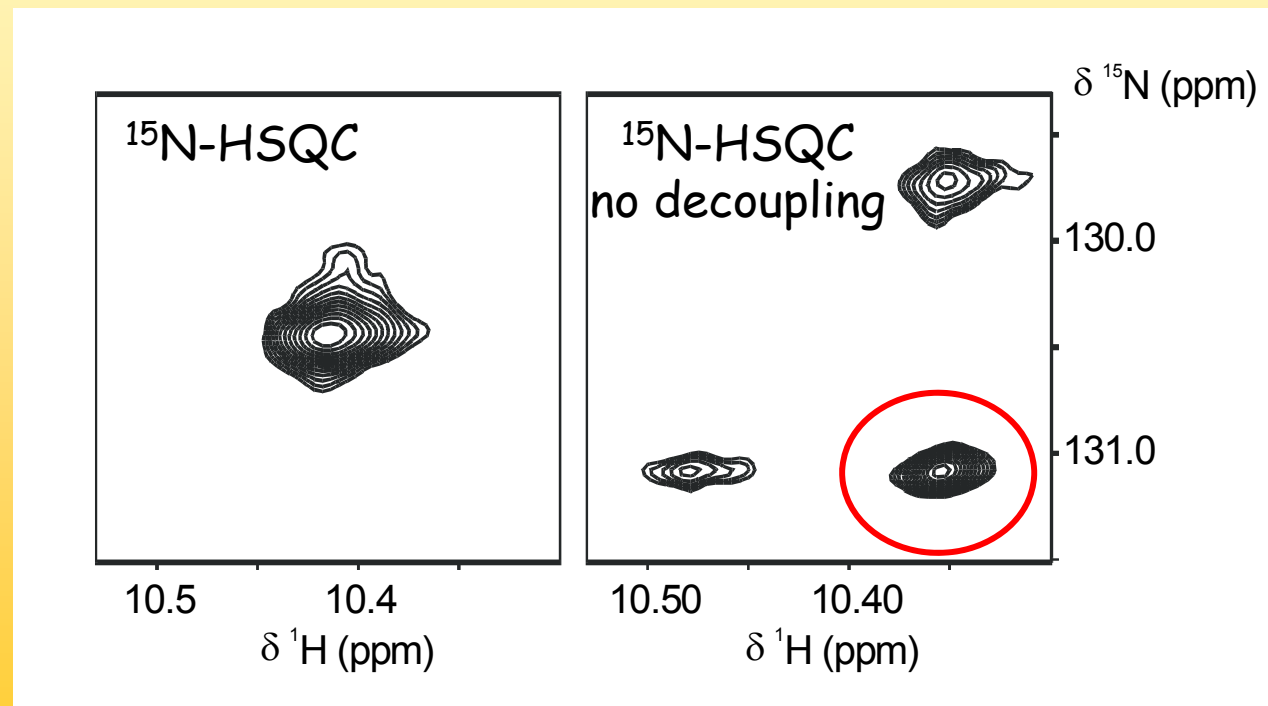 δ ¹⁵N (ppm)
¹⁵N-HSQC
¹⁵N-HSQC
no decoupling
130.0
131.0
10.5 10.4
10.50 10.40
δ ¹H (ppm)
δ ¹H (ppm)